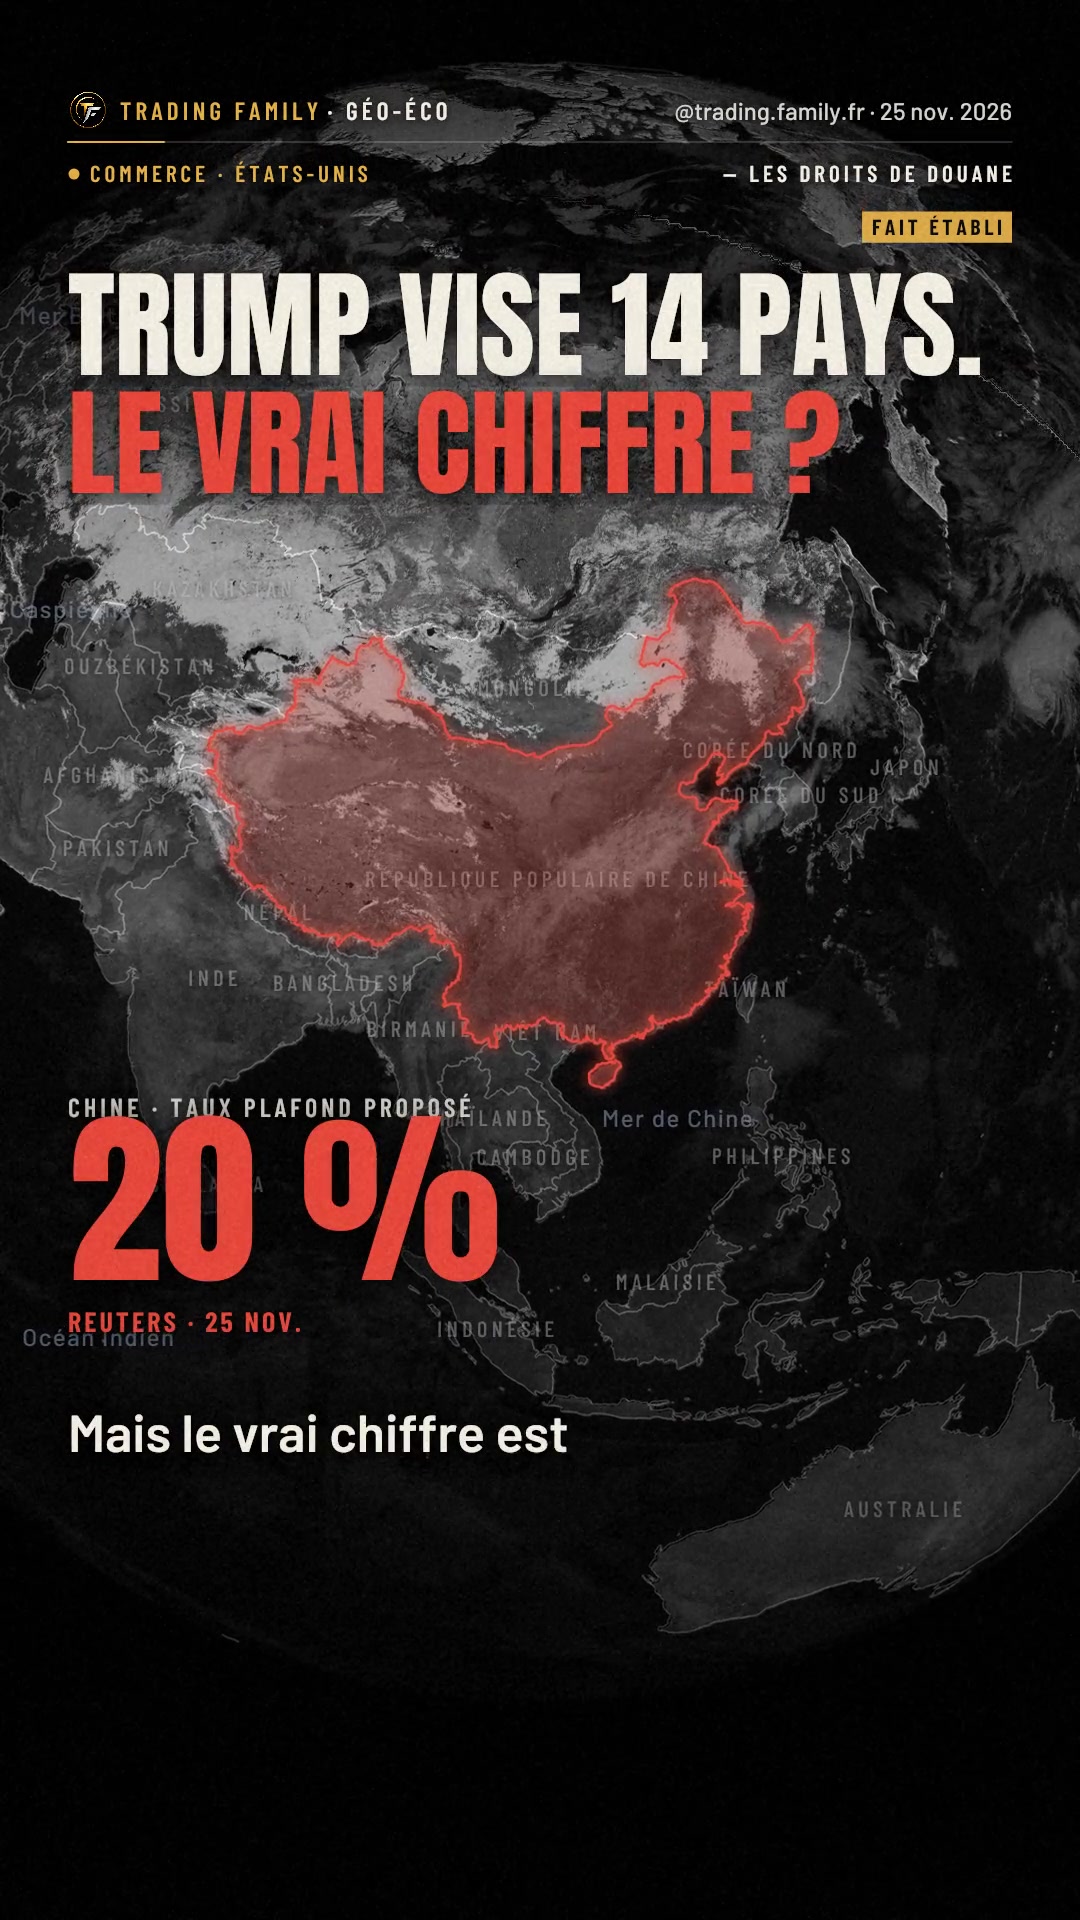 TF TRADING FAMILY · GÉO-ÉCO
@trading.family.fr · 25 nov. 2026
COMMERCE · ÉTATS-UNIS
— LES DROITS DE DOUANE
FAIT ÉTABLI
TRUMP VISE 14 PAYS.
LE VRAI CHIFFRE ?
KAZAKHSTAN
OUZBÉKISTAN
MONGOLIE
CORÉE DU NORD
JAPON
CORÉE DU SUD
PAKISTAN
RÉPUBLIQUE POPULAIRE DE CHINE
NÉPAL
INDE
BANGLADESH
TAÏWAN
BIRMANIE
VIET NAM
CHINE · TAUX PLAFOND PROPOSÉ
Mer de Chine
CAMBODGE
PHILIPPINES
20 %
MALAISIE
REUTERS · 25 NOV.
Océan Indien
INDONÉSIE
Mais le vrai chiffre est
AUSTRALIE